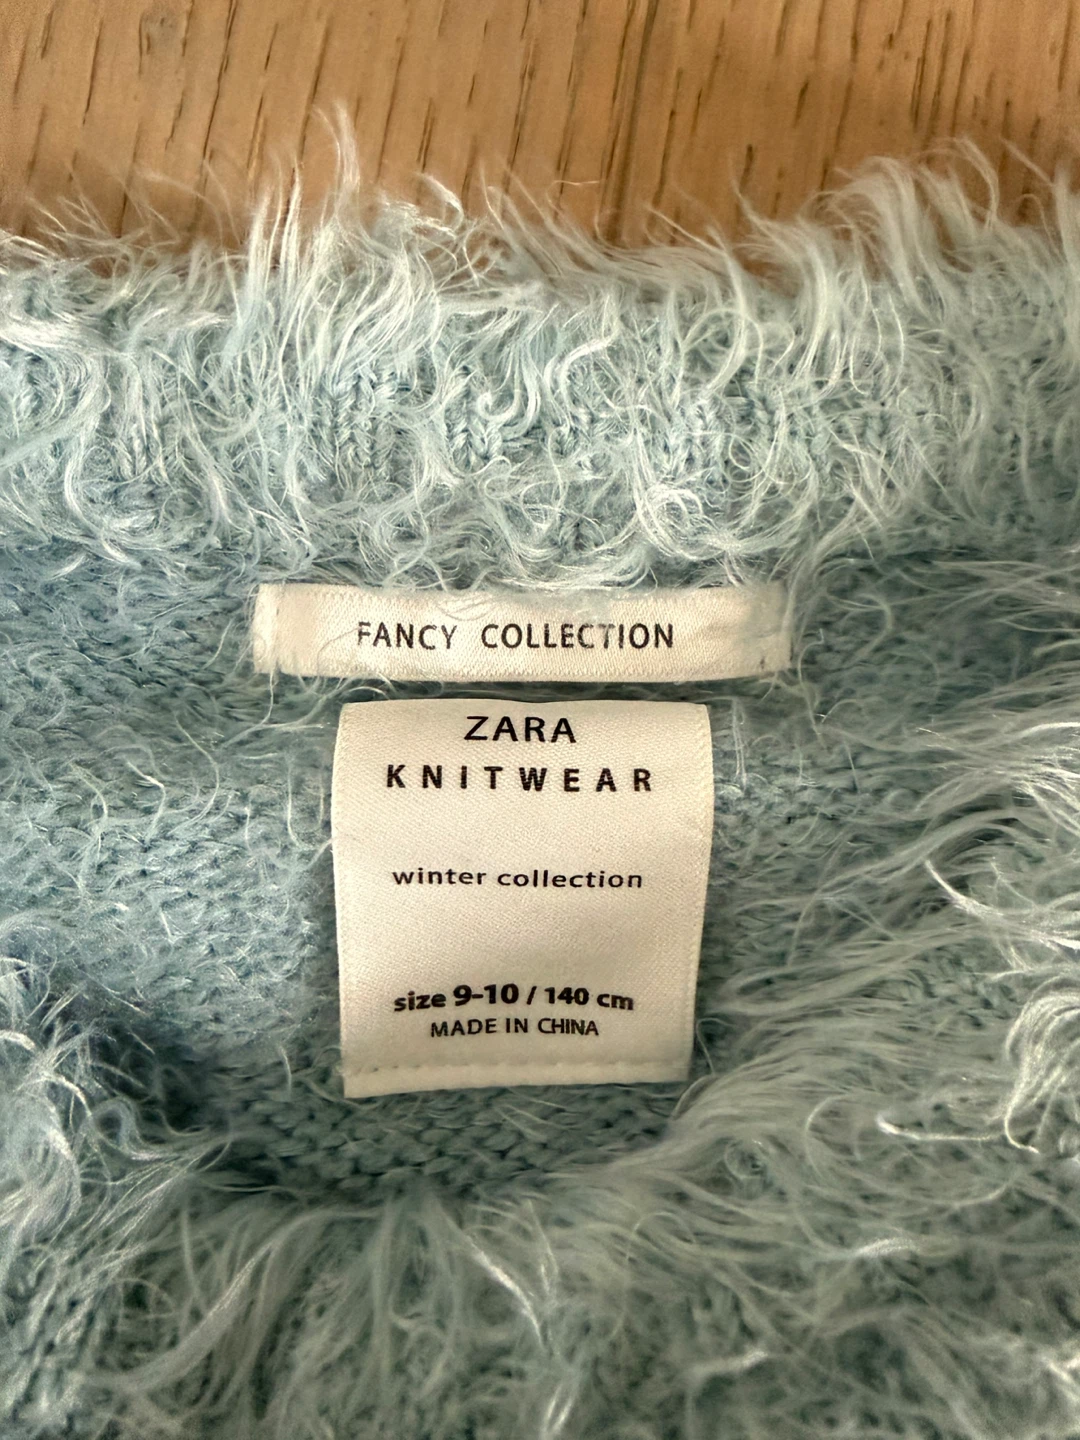 FANCY COLLECTION
ZARA
KNITWEAR
winter collection
size 9-10 / 140 cm
MADE IN CHINA